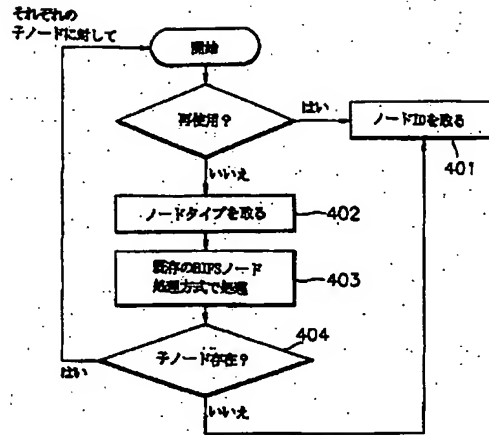 それぞれの
子ノードに対して
開始
再使用?
はい
ノードIDを取る
401
いいえ
ノードタイプを取る
402
既存のBIFSノード
処理方式で処理
403
404
子ノード存在?
はい
いいえ